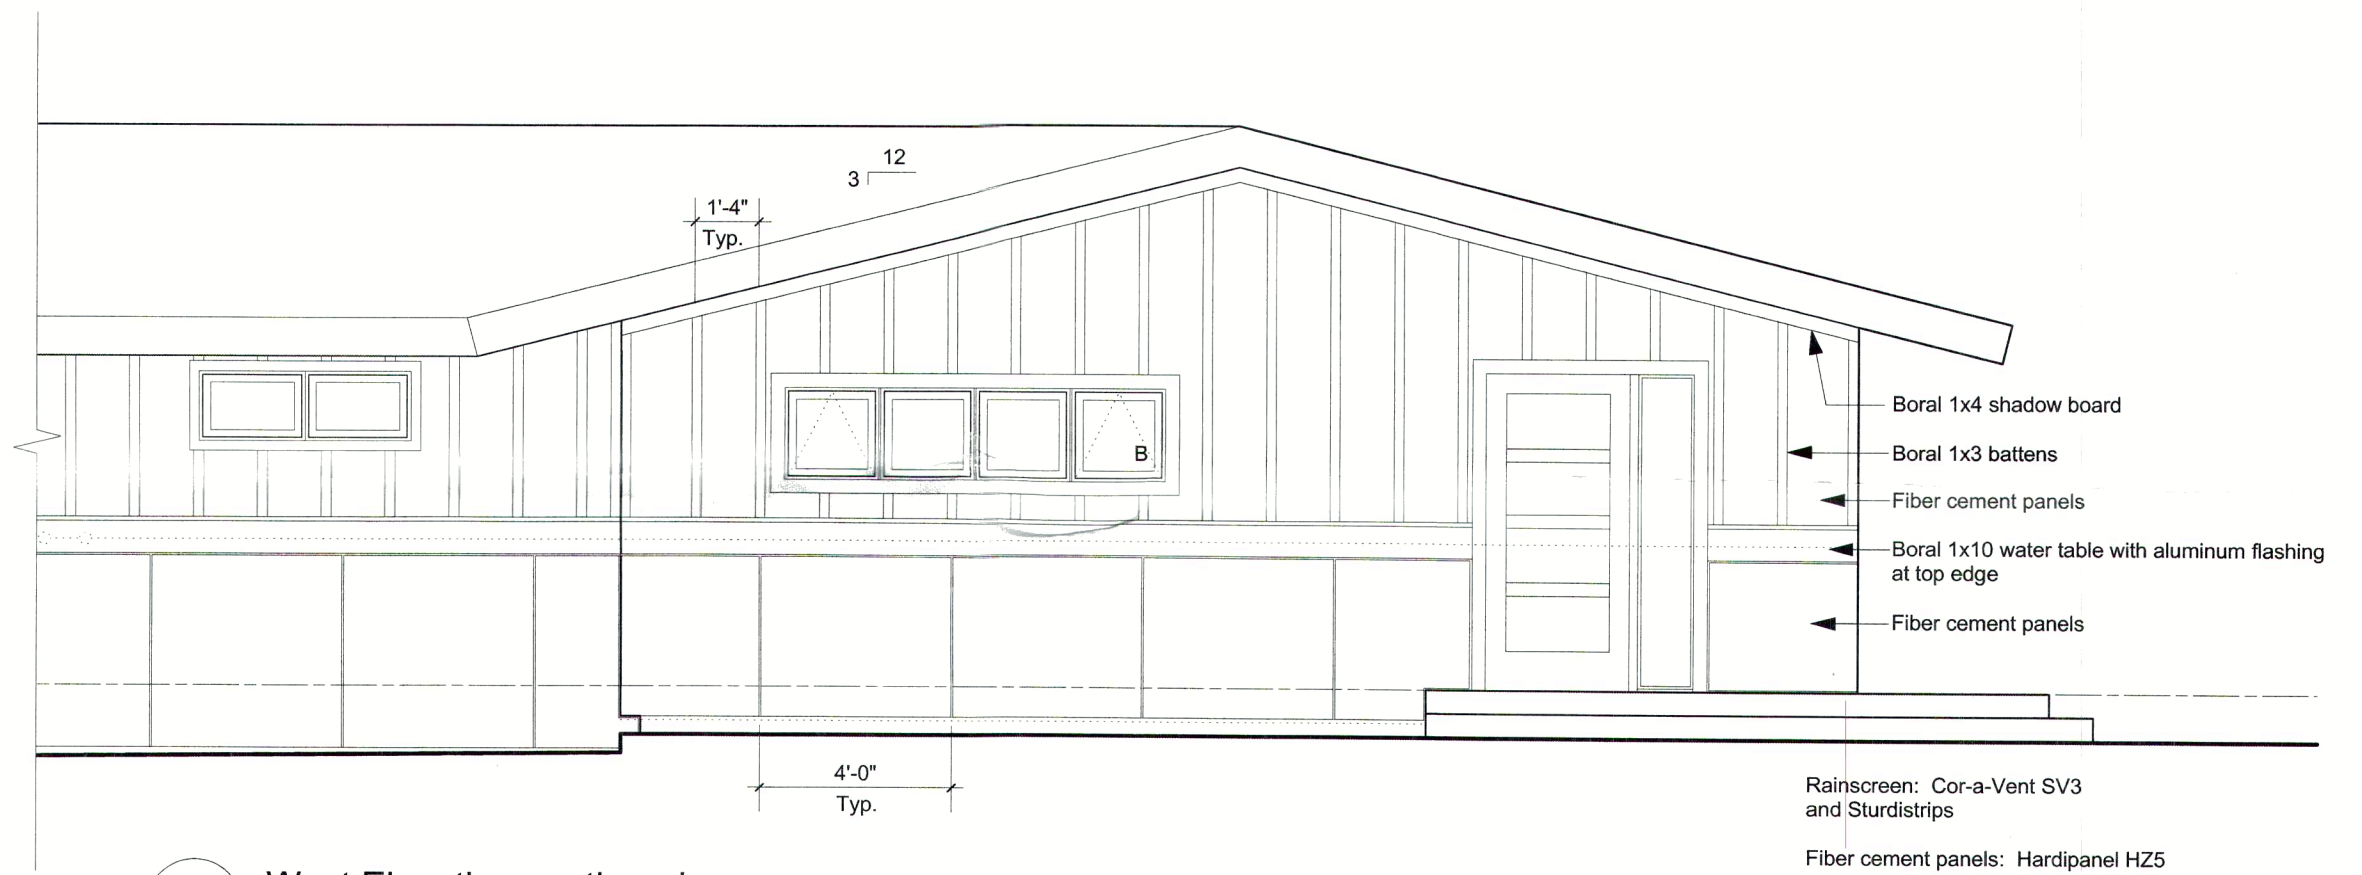 12
3
1'-4"
Typ.
B
Boral 1x4 shadow board
Boral 1x3 battens
Fiber cement panels
Boral 1x10 water table with aluminum flashing
at top edge
Fiber cement panels
4'-0"
Typ.
Rainscreen: Cor-a-Vent SV3
and Sturdistrips
Fiber cement panels: Hardipanel HZ5
West